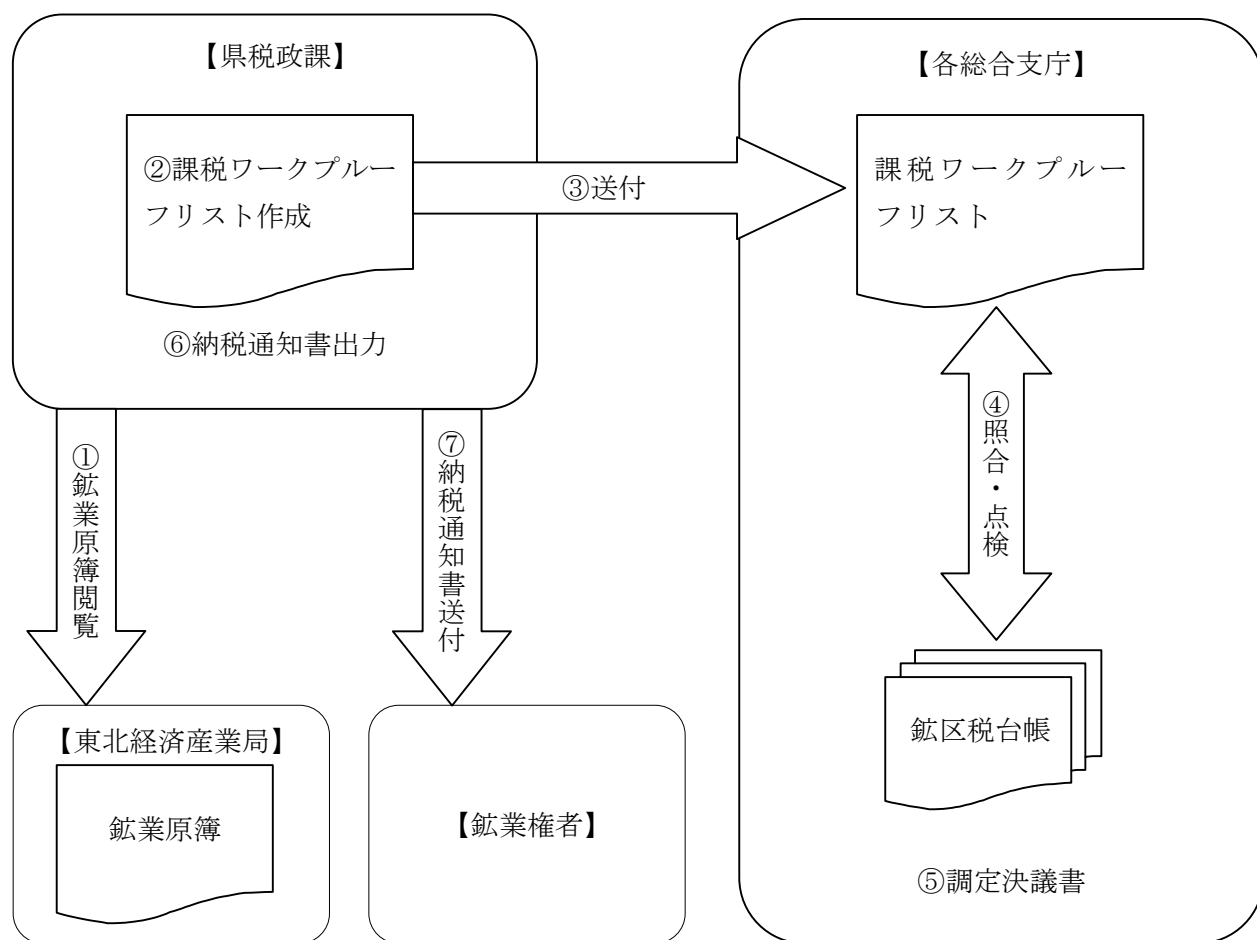 【県税政課】
②課税ワークプルー
フリスト作成
⑥納税通知書出力
③送付
【各総合支庁】
課税ワークプルー
フリスト
④照合・点検
鉱区税台帳
⑤調定決議書
①鉱業原簿閲覧
⑦納税通知書送付
【東北経済産業局】
鉱業原簿
【鉱業権者】